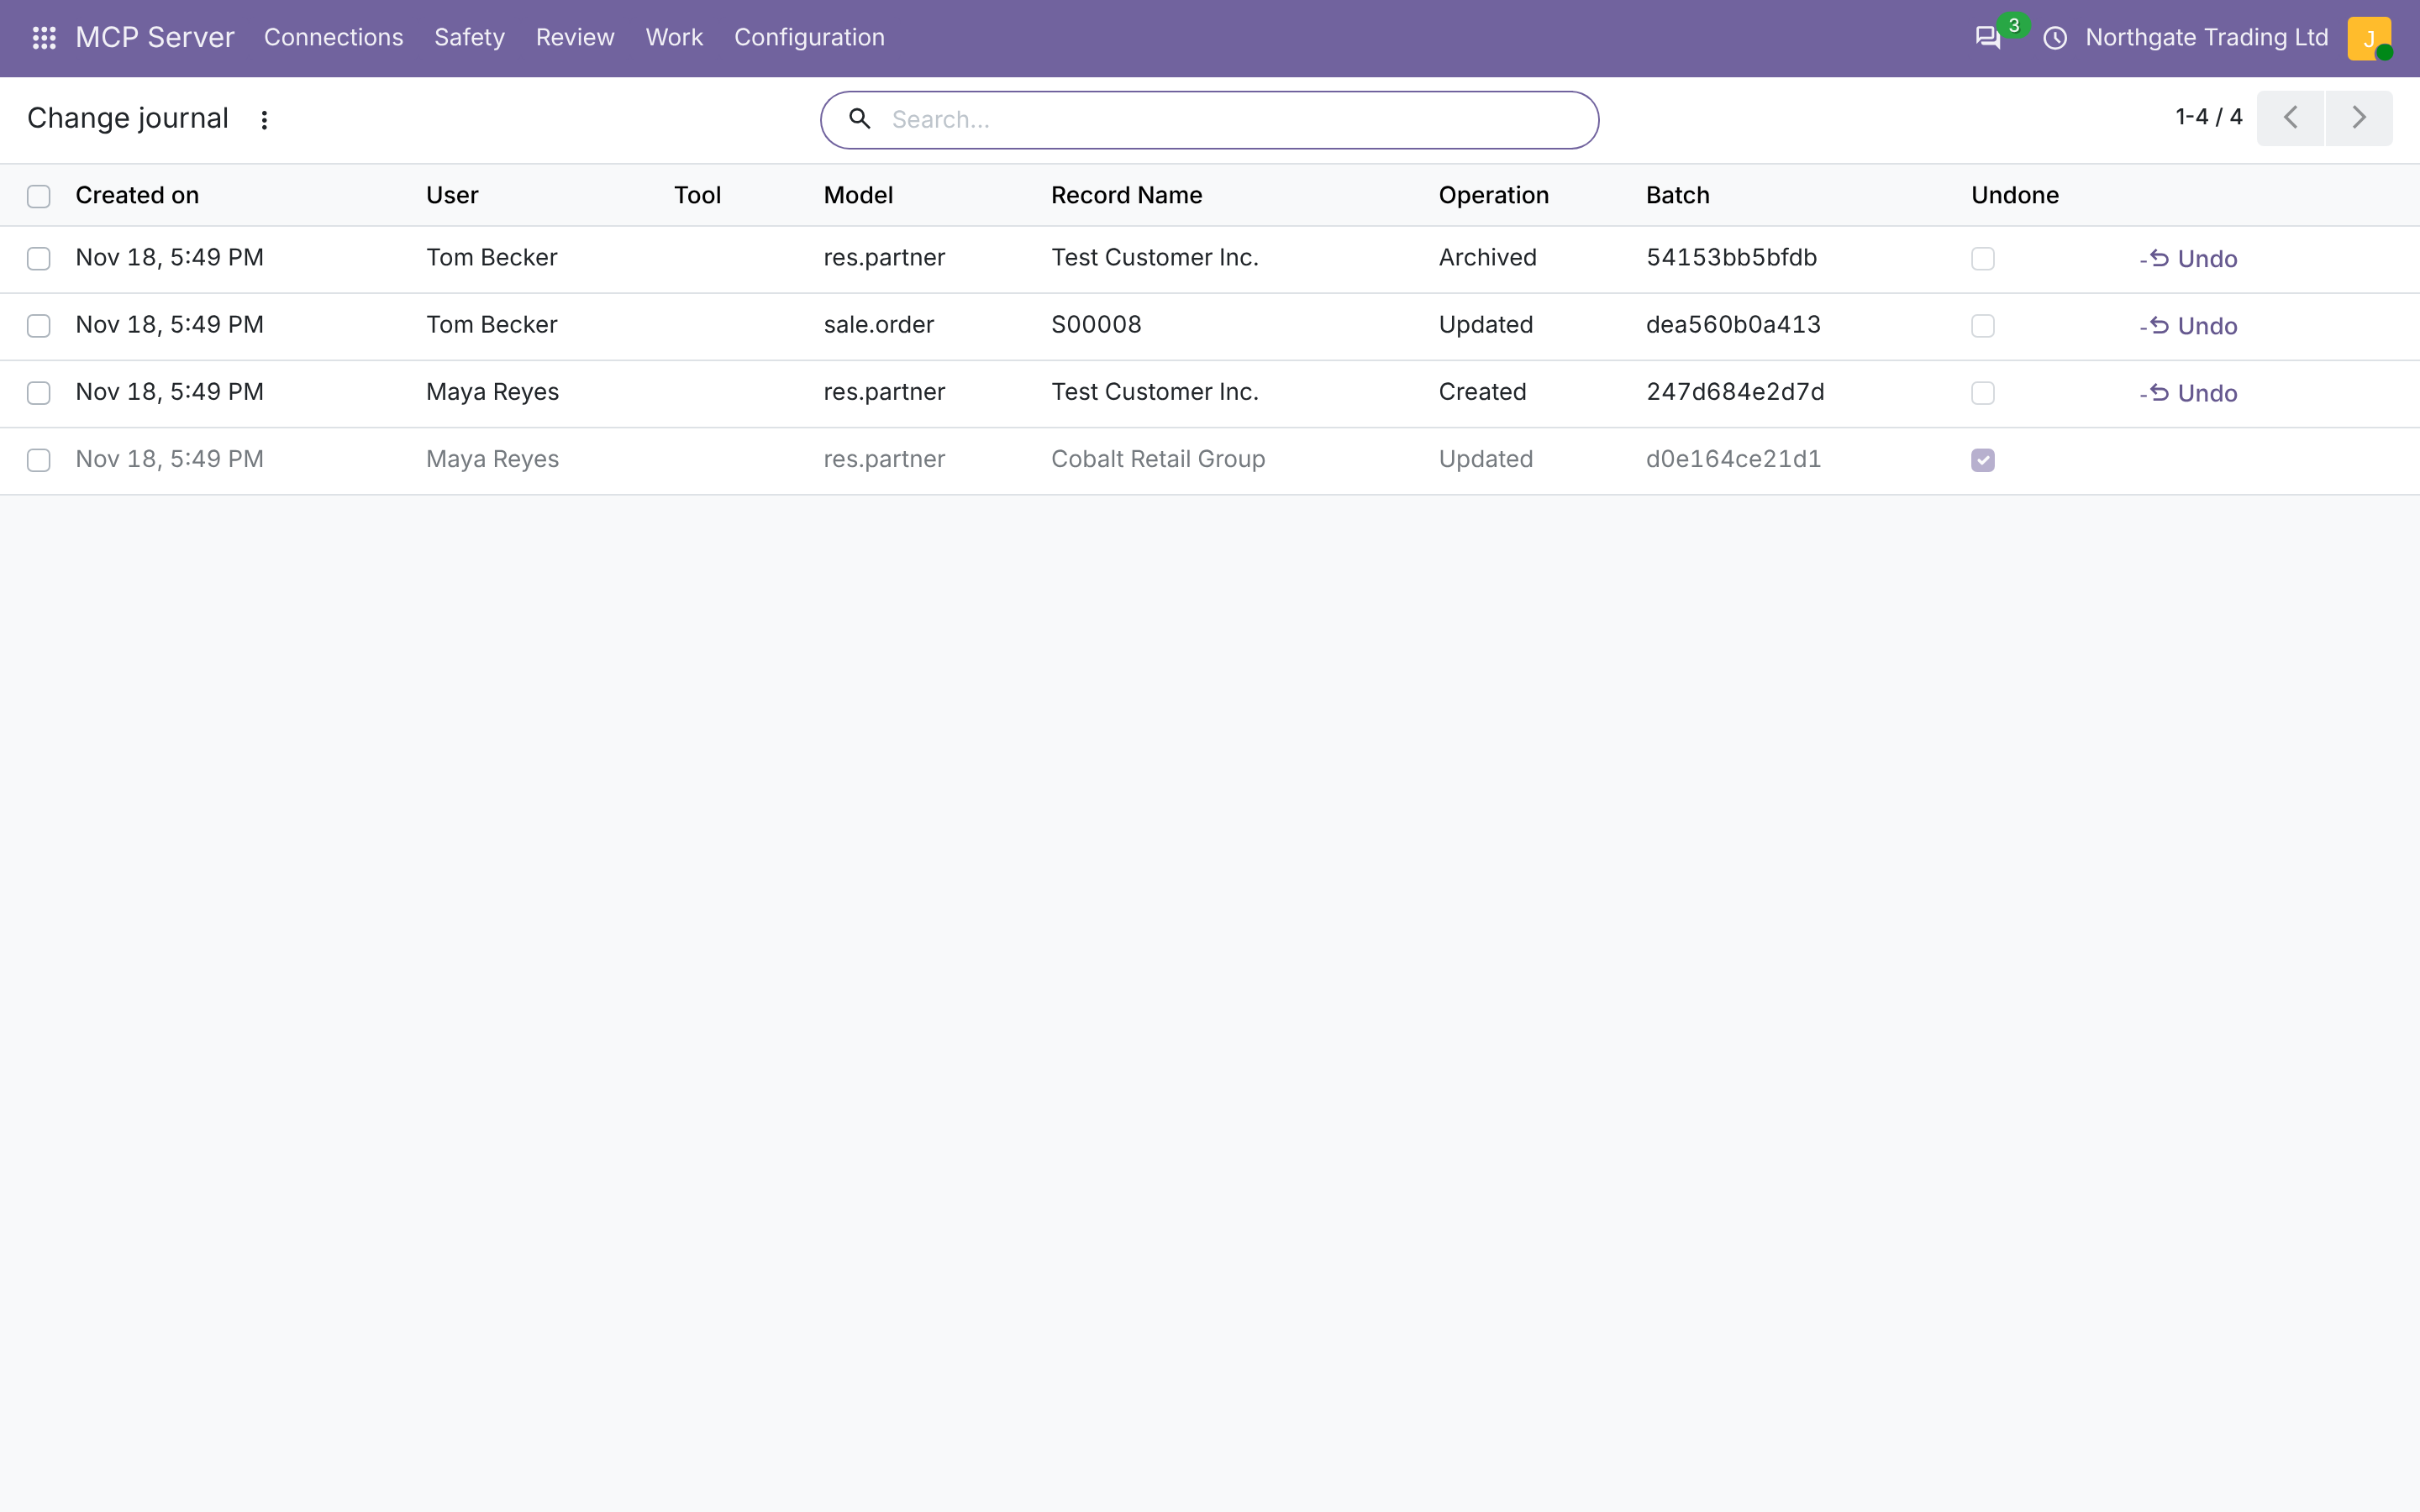 MCP Server Connections Safety Review Work Configuration 3 Northgate Trading Ltd J
Change journal Search... 1-4 / 4
Created on User Tool Model Record Name Operation Batch Undone
Nov 18, 5:49 PM Tom Becker res.partner Test Customer Inc. Archived 54153bb5bfdb Undo
Nov 18, 5:49 PM Tom Becker sale.order S00008 Updated dea560b0a413 Undo
Nov 18, 5:49 PM Maya Reyes res.partner Test Customer Inc. Created 247d684e2d7d Undo
Nov 18, 5:49 PM Maya Reyes res.partner Cobalt Retail Group Updated d0e164ce21d1